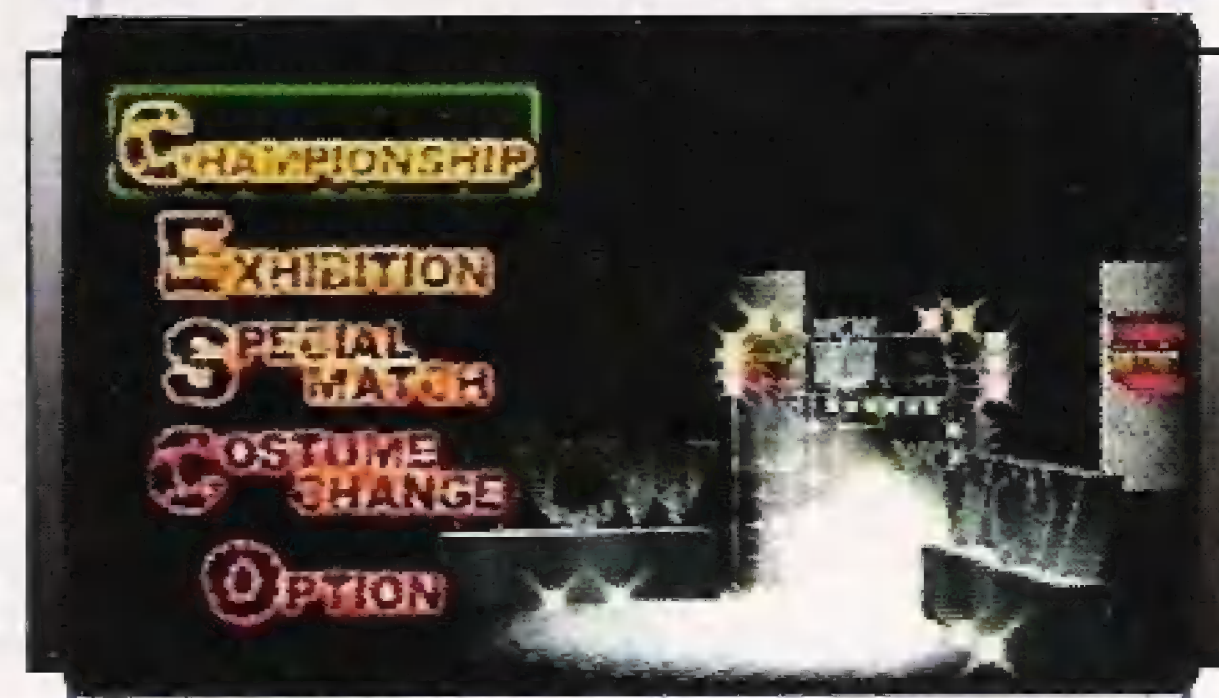 CHAMPIONSHIP
EXHIBITION
SPECIAL
MATCH
COSTUME
CHANGE
OPTION